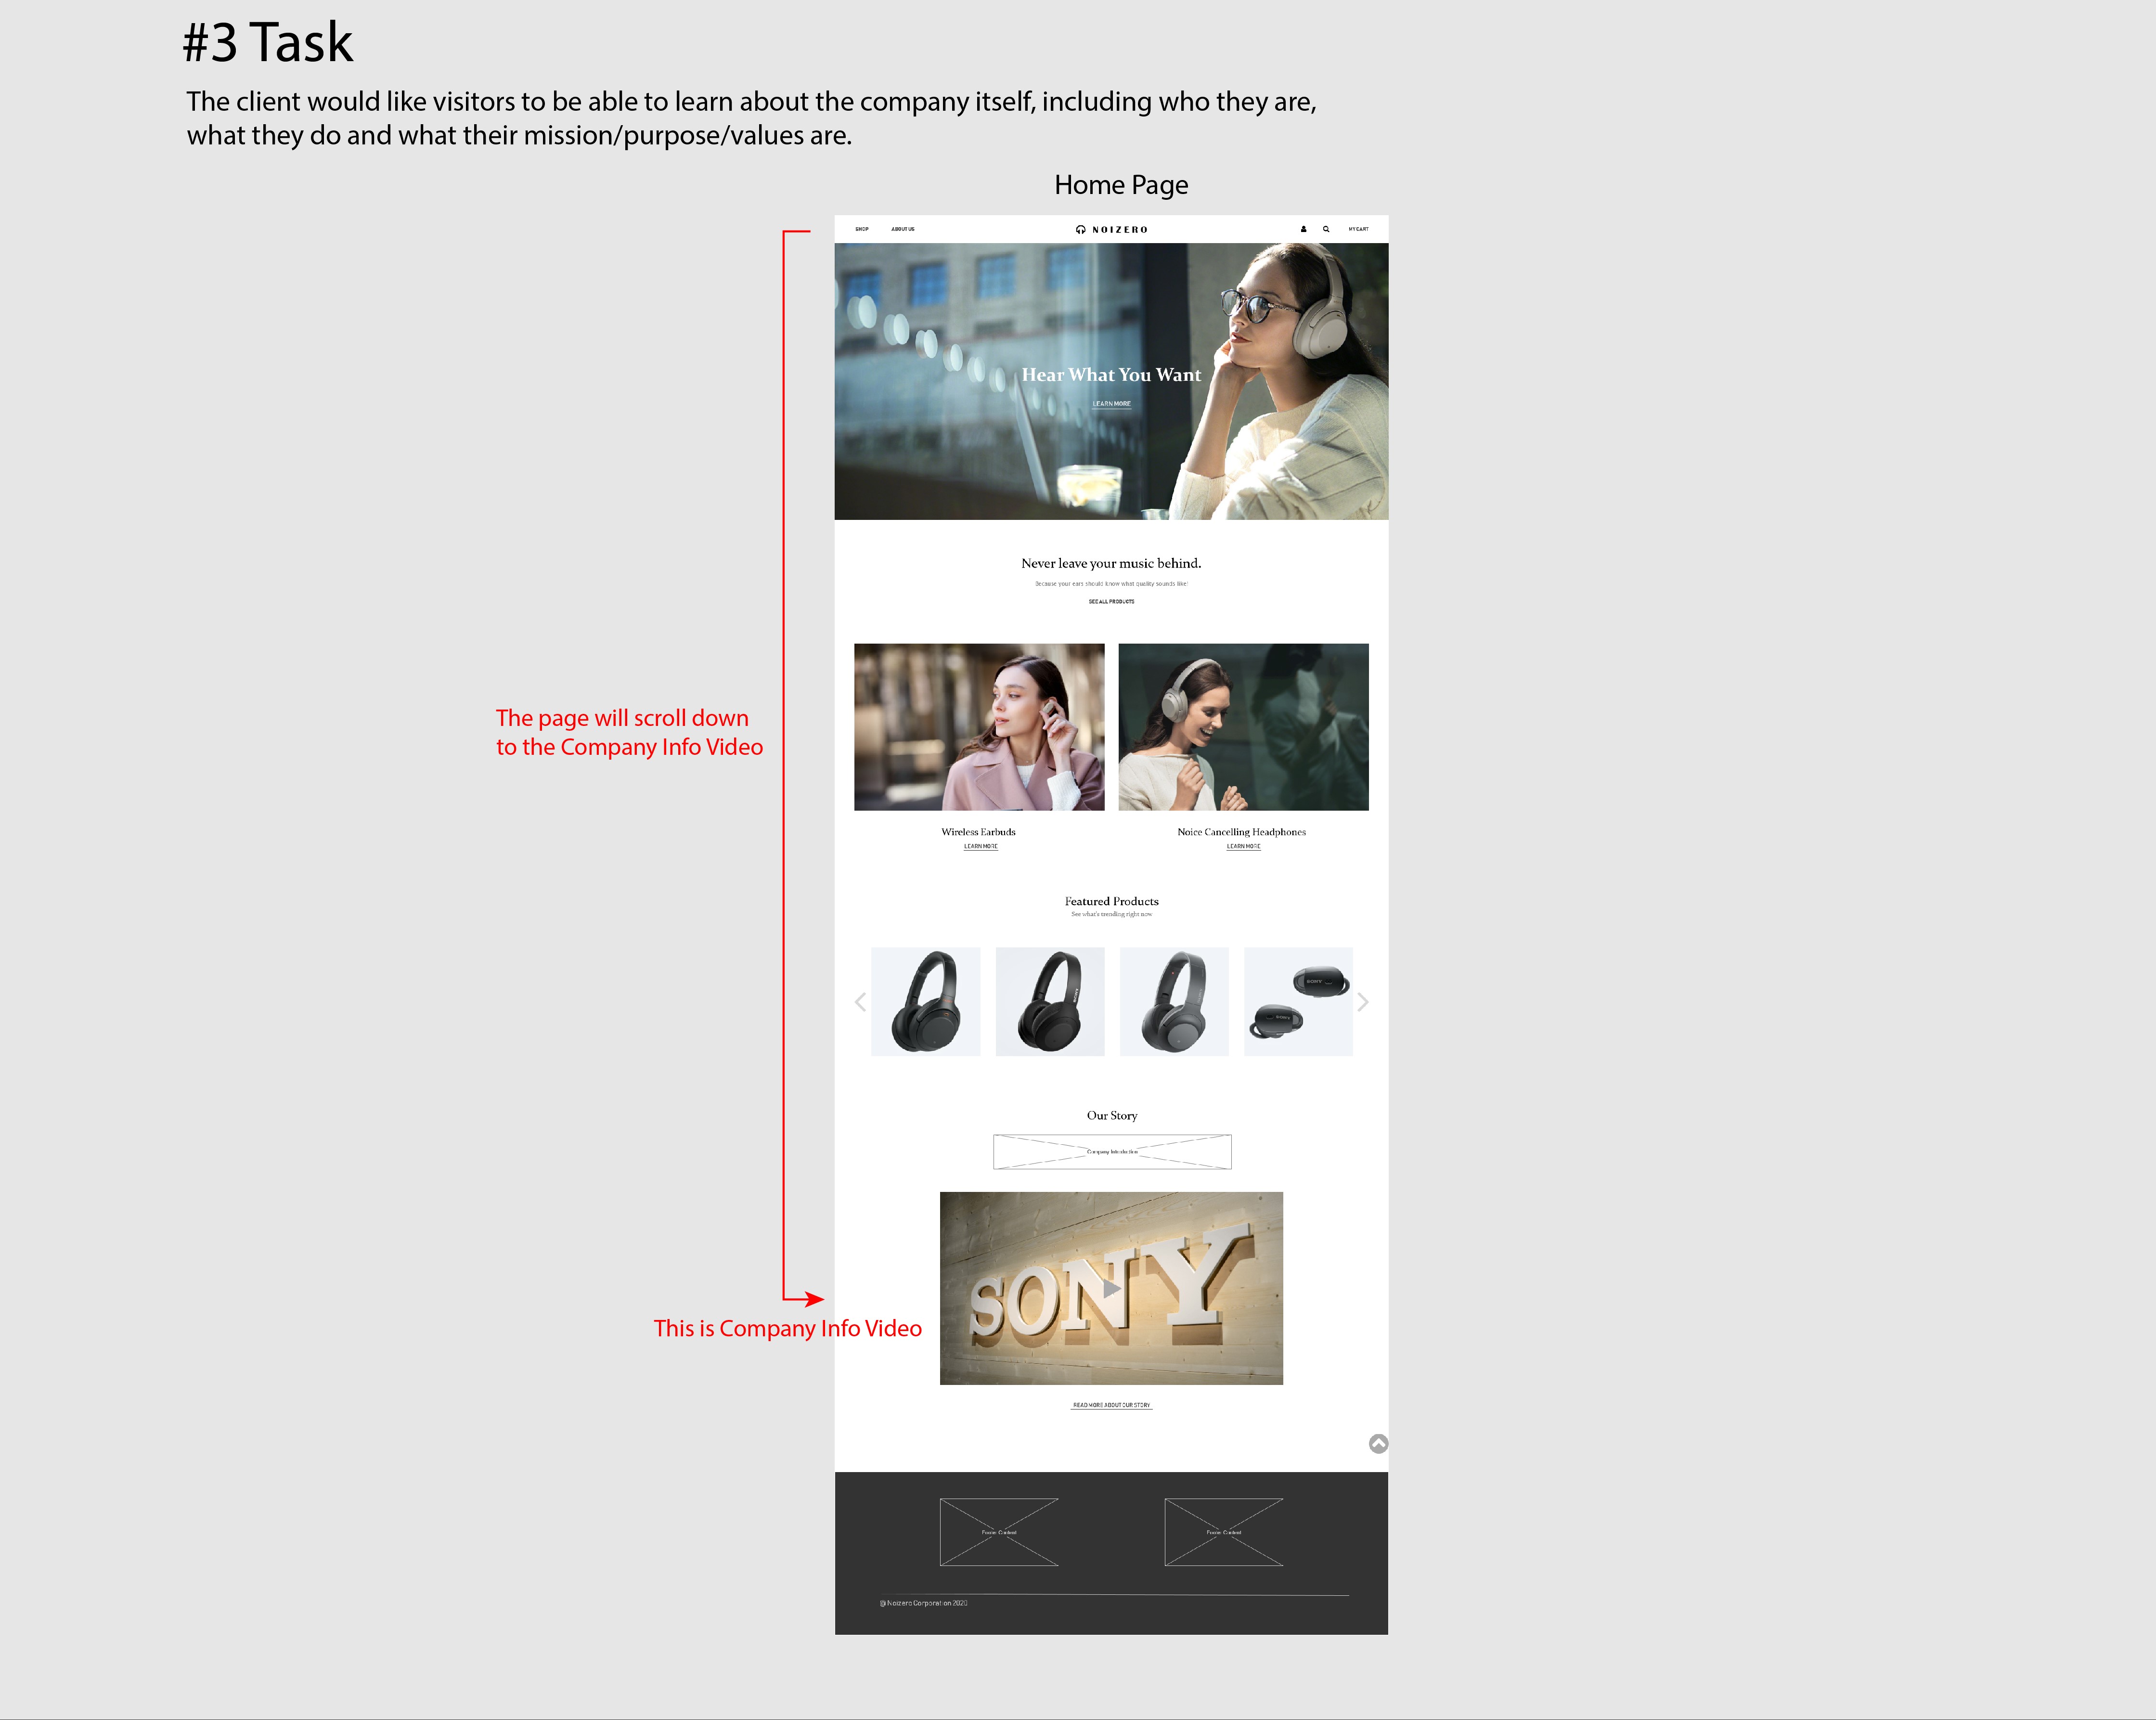 #3 Task
The client would like visitors to be able to learn about the company itself, including who they are,
what they do and what their mission/purpose/values are.
Home Page
SHOP ABOUT US NOIZERO MY CART
Hear What You Want
LEARN MORE
Never leave your music behind.
Because your ears should know what quality sounds like!
SEE ALL PRODUCTS
The page will scroll down
to the Company Info Video
Wireless Earbuds
LEARN MORE
Noice Cancelling Headphones
LEARN MORE
Featured Products
See what's trending right now
SONY
SONY
SONY
Our Story
Company Introduction
SONY
This is Company Info Video
READ MORE ABOUT OUR STORY
Footer Content
Footer Content
@ Noizero Corporation 2020